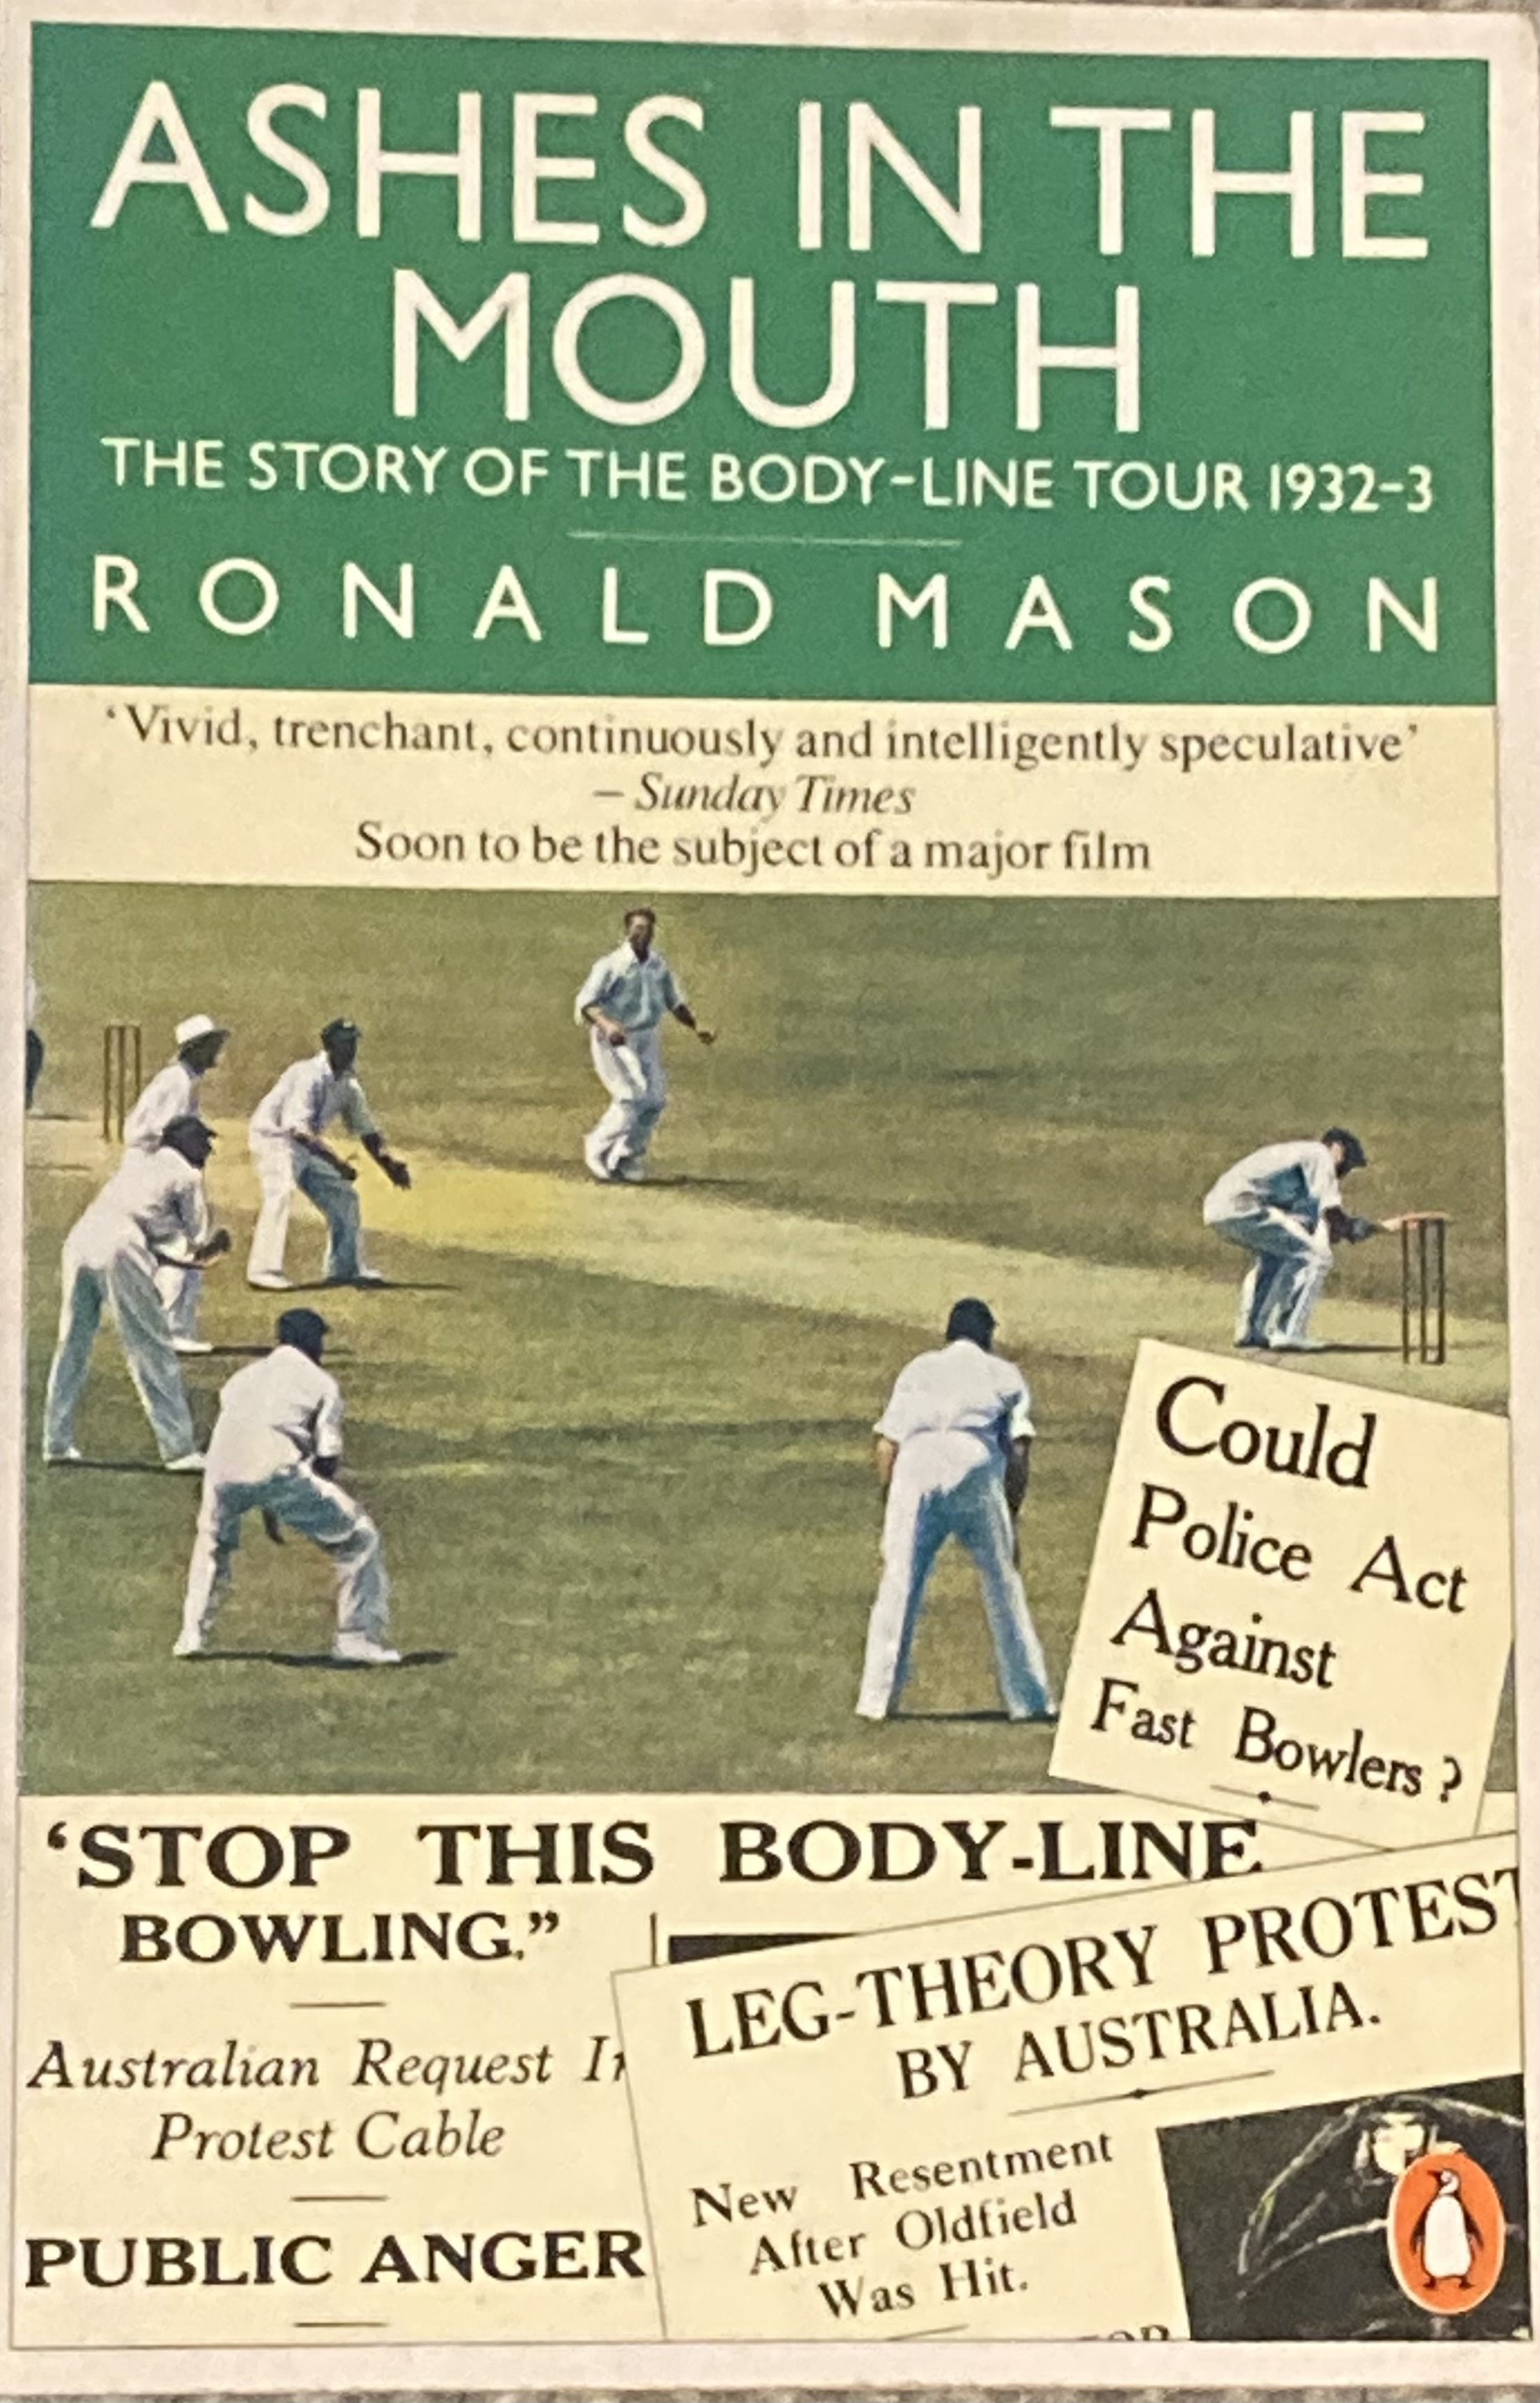 ASHES IN THE
MOUTH
THE STORY OF THE BODY-LINE TOUR 1932-3
RONALD MASON
‘Vivid, trenchant, continuously and intelligently speculative’
– Sunday Times
Soon to be the subject of a major film
Could
Police Act
Against
Fast Bowlers?
‘STOP THIS BODY-LINE
BOWLING.”
Australian Request
Protest Cable
PUBLIC ANGER
LEG-THEORY PROTEST
BY AUSTRALIA.
New Resentment
After Oldfield
Was Hit.